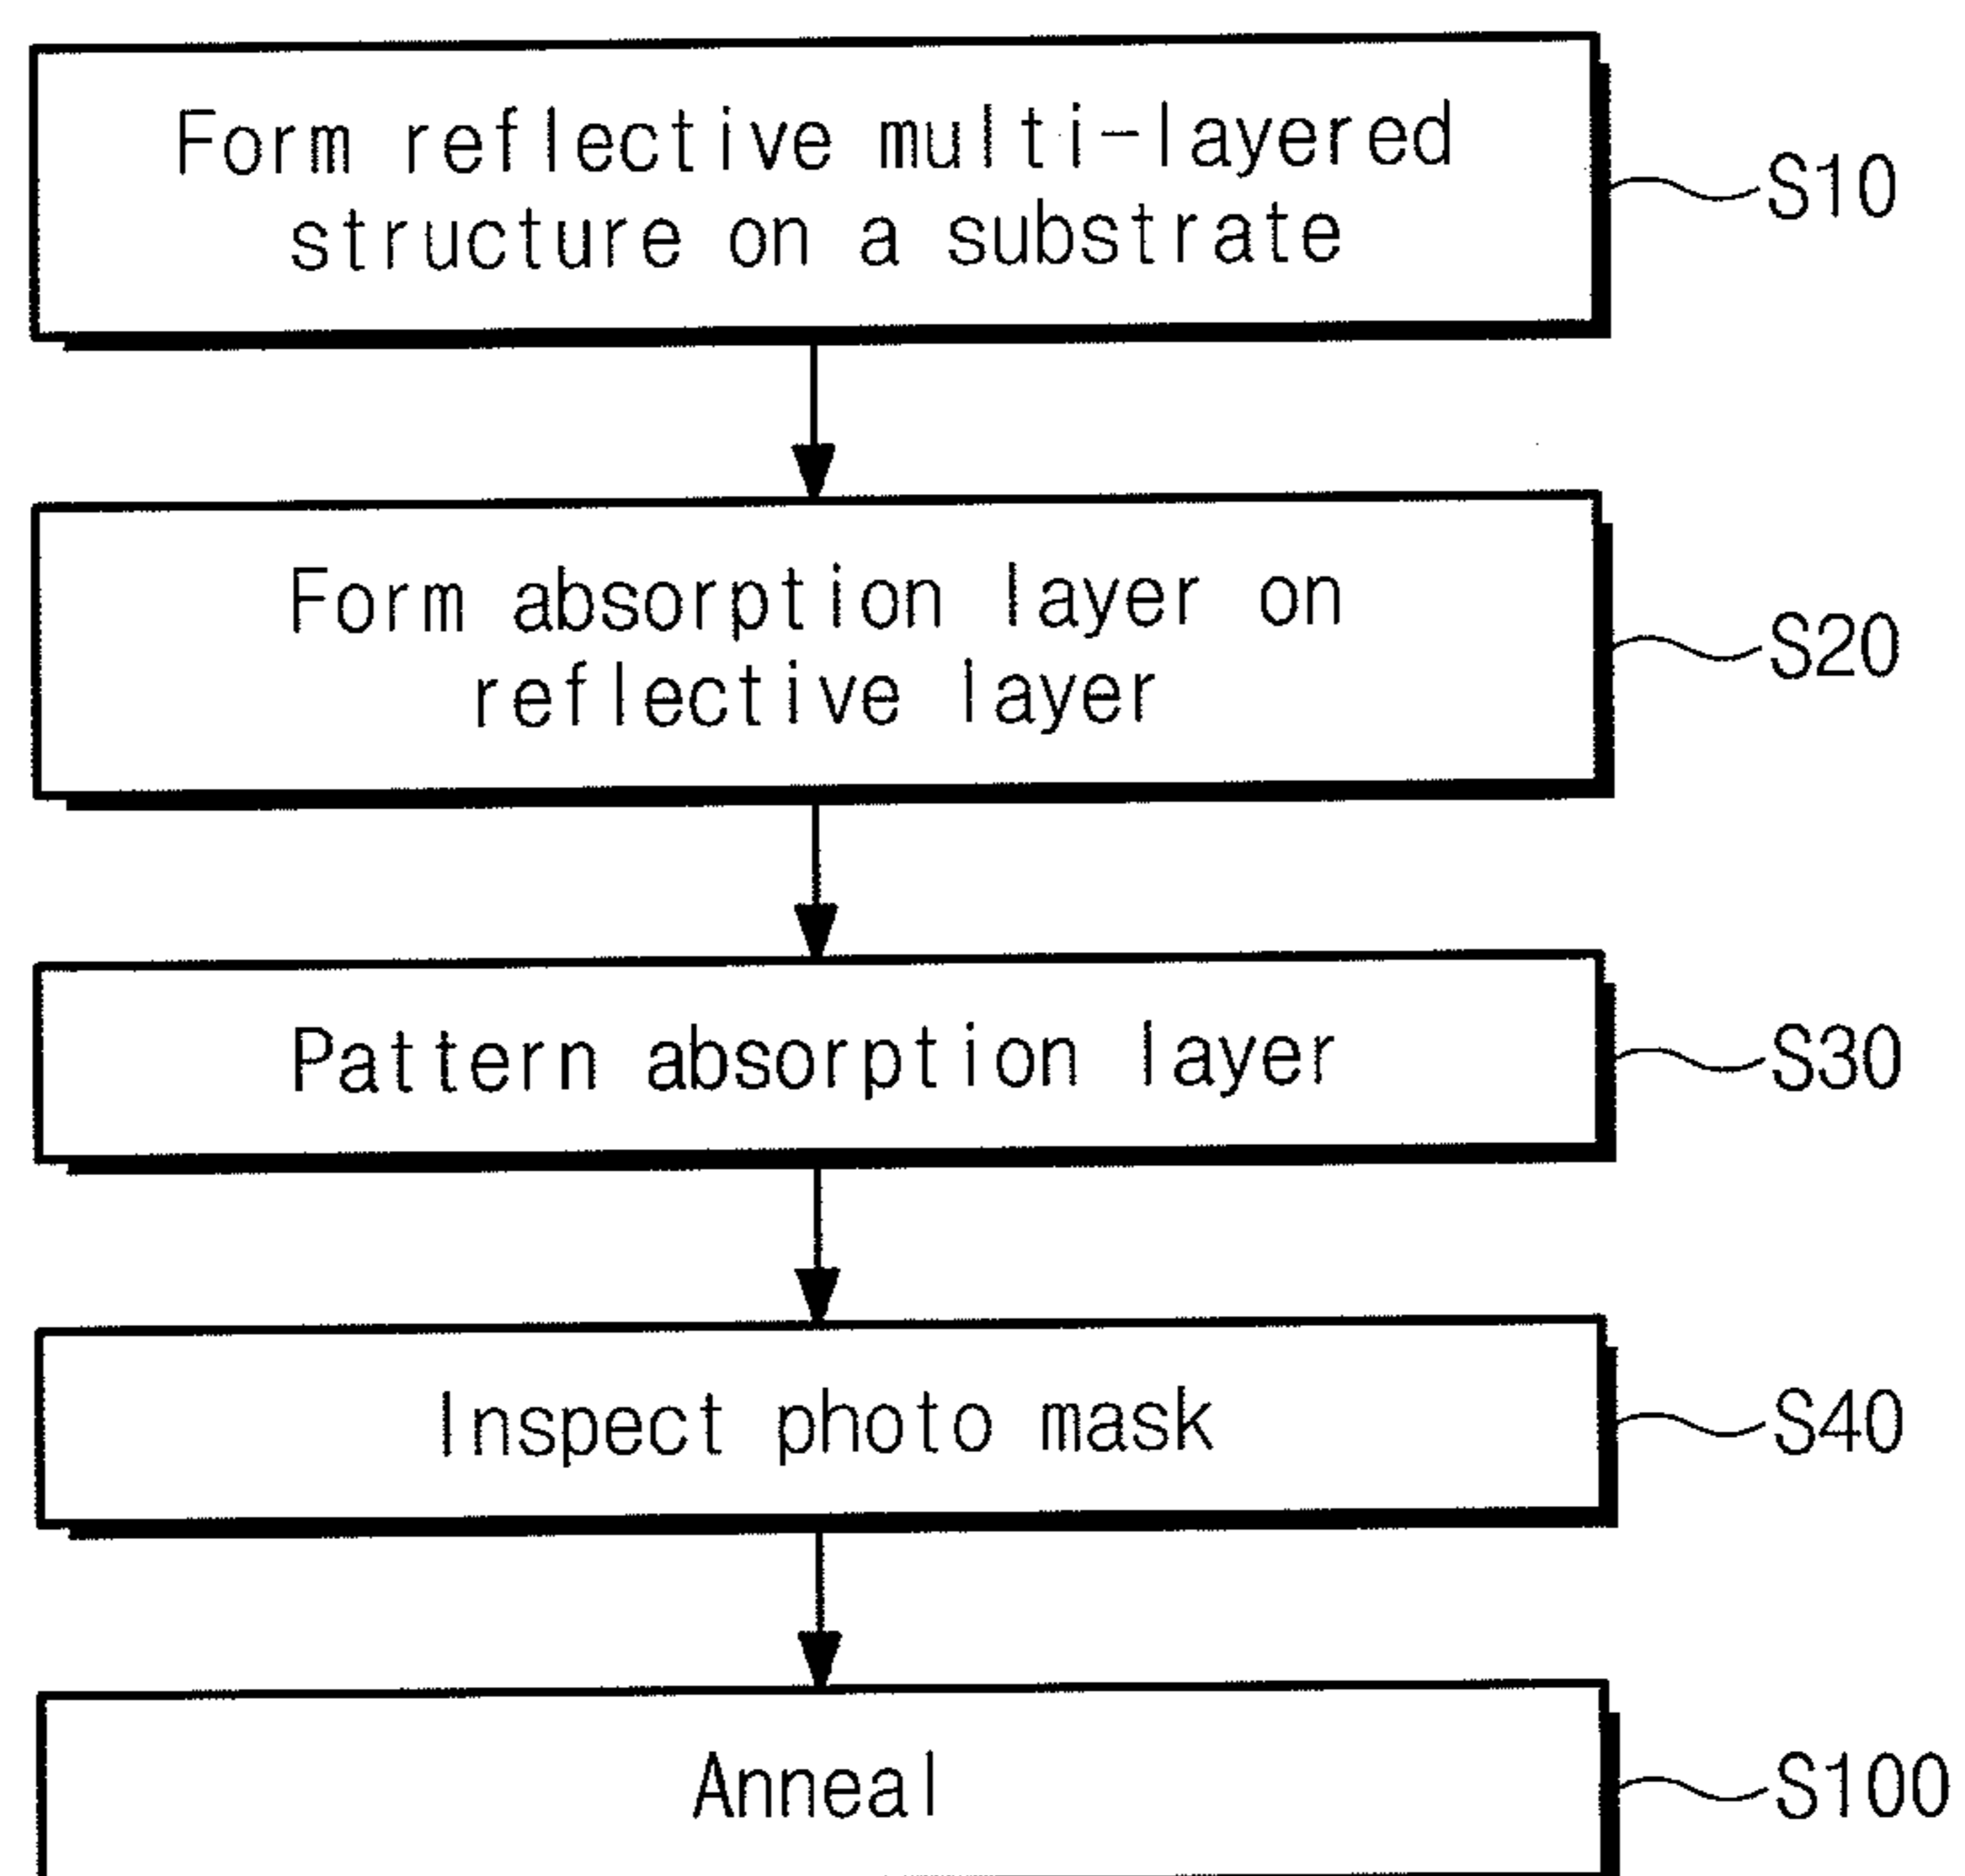 Form reflective multi-layered
structure on a substrate
S10
Form absorption layer on
reflective layer
S20
Pattern absorption layer
S30
Inspect photo mask
S40
Anneal
S100